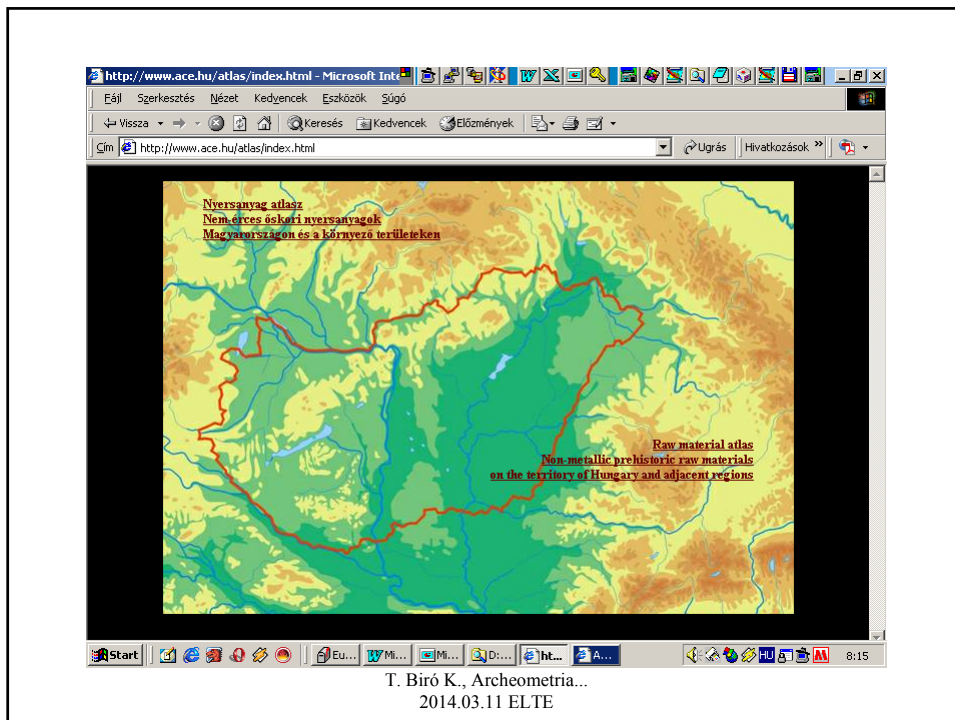 http://www.ace.hu/atlas/index.html - Microsoft Inte
Fájl Szerkesztés Nézet Kedvencek Eszközök Súgó
Vissza Keresés Kedvencek Előzmények
Cím http://www.ace.hu/atlas/index.html Ugrás Hivatkozások »
Nyersanyag atlasz
Nem-érces őskori nyersanyagok
Magyarországon és a környező területeken
Raw material atlas
Non-metallic prehistoric raw materials
on the territory of Hungary and adjacent regions
Start Eu... Mi... Mi... D:... ht... A... HU 8:15
T. Biró K., Archeometria...
2014.03.11 ELTE